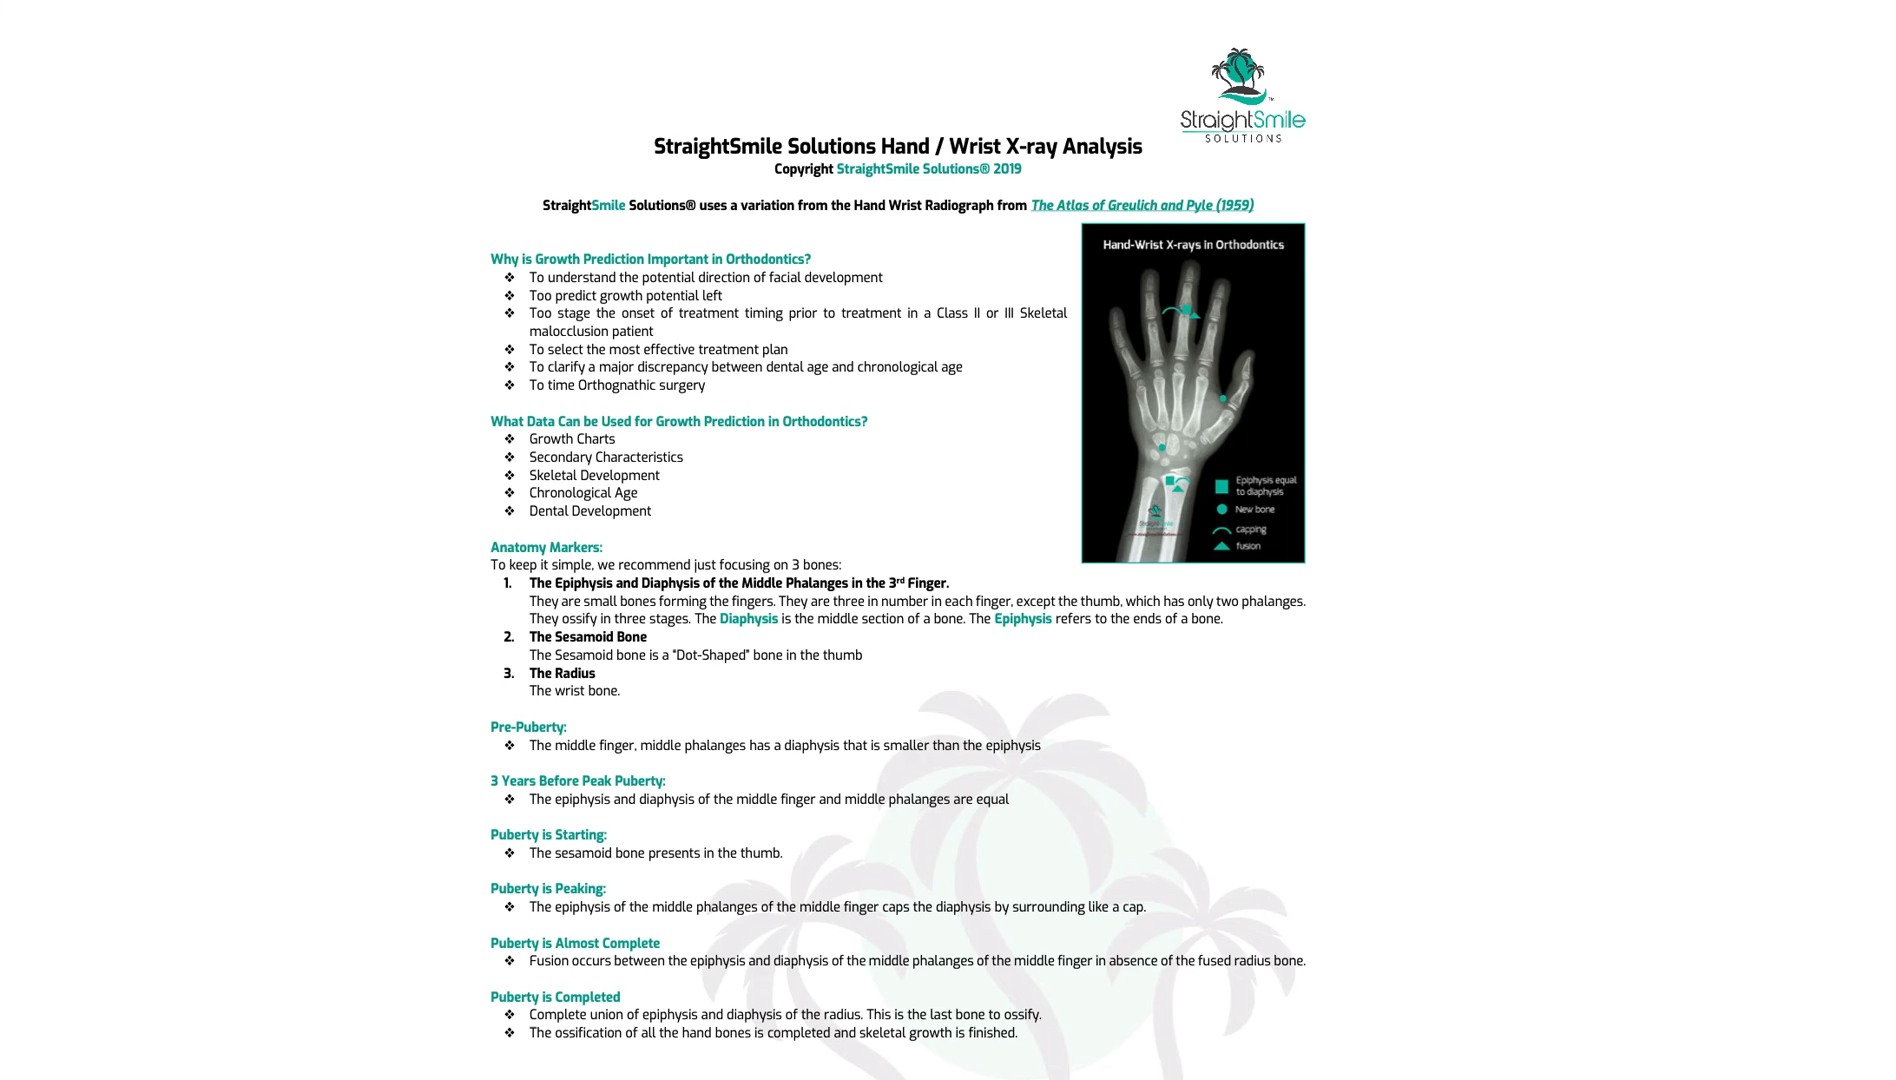 StraightSmile
SOLUTIONS
StraightSmile Solutions Hand / Wrist X-ray Analysis
Copyright StraightSmile Solutions® 2019
StraightSmile Solutions® uses a variation from the Hand Wrist Radiograph from The Atlas of Greulich and Pyle (1959)
Why is Growth Prediction Important in Orthodontics?
❖ To understand the potential direction of facial development
❖ Too predict growth potential left
❖ Too stage the onset of treatment timing prior to treatment in a Class II or III Skeletal
malocclusion patient
❖ To select the most effective treatment plan
❖ To clarify a major discrepancy between dental age and chronological age
❖ To time Orthognathic surgery
What Data Can be Used for Growth Prediction in Orthodontics?
❖ Growth Charts
❖ Secondary Characteristics
❖ Skeletal Development
❖ Chronological Age
❖ Dental Development
Hand-Wrist X-rays in Orthodontics
Epiphysis equal
to diaphysis
New bone
capping
fusion
Anatomy Markers:
To keep it simple, we recommend just focusing on 3 bones:
1. The Epiphysis and Diaphysis of the Middle Phalanges in the 3rd Finger.
They are small bones forming the fingers. They are three in number in each finger, except the thumb, which has only two phalanges.
They ossify in three stages. The Diaphysis is the middle section of a bone. The Epiphysis refers to the ends of a bone.
2. The Sesamoid Bone
The Sesamoid bone is a "Dot-Shaped" bone in the thumb
3. The Radius
The wrist bone.
Pre-Puberty:
❖ The middle finger, middle phalanges has a diaphysis that is smaller than the epiphysis
3 Years Before Peak Puberty:
❖ The epiphysis and diaphysis of the middle finger and middle phalanges are equal
Puberty is Starting:
❖ The sesamoid bone presents in the thumb.
Puberty is Peaking:
❖ The epiphysis of the middle phalanges of the middle finger caps the diaphysis by surrounding like a cap.
Puberty is Almost Complete
❖ Fusion occurs between the epiphysis and diaphysis of the middle phalanges of the middle finger in absence of the fused radius bone.
Puberty is Completed
❖ Complete union of epiphysis and diaphysis of the radius. This is the last bone to ossify.
❖ The ossification of all the hand bones is completed and skeletal growth is finished.